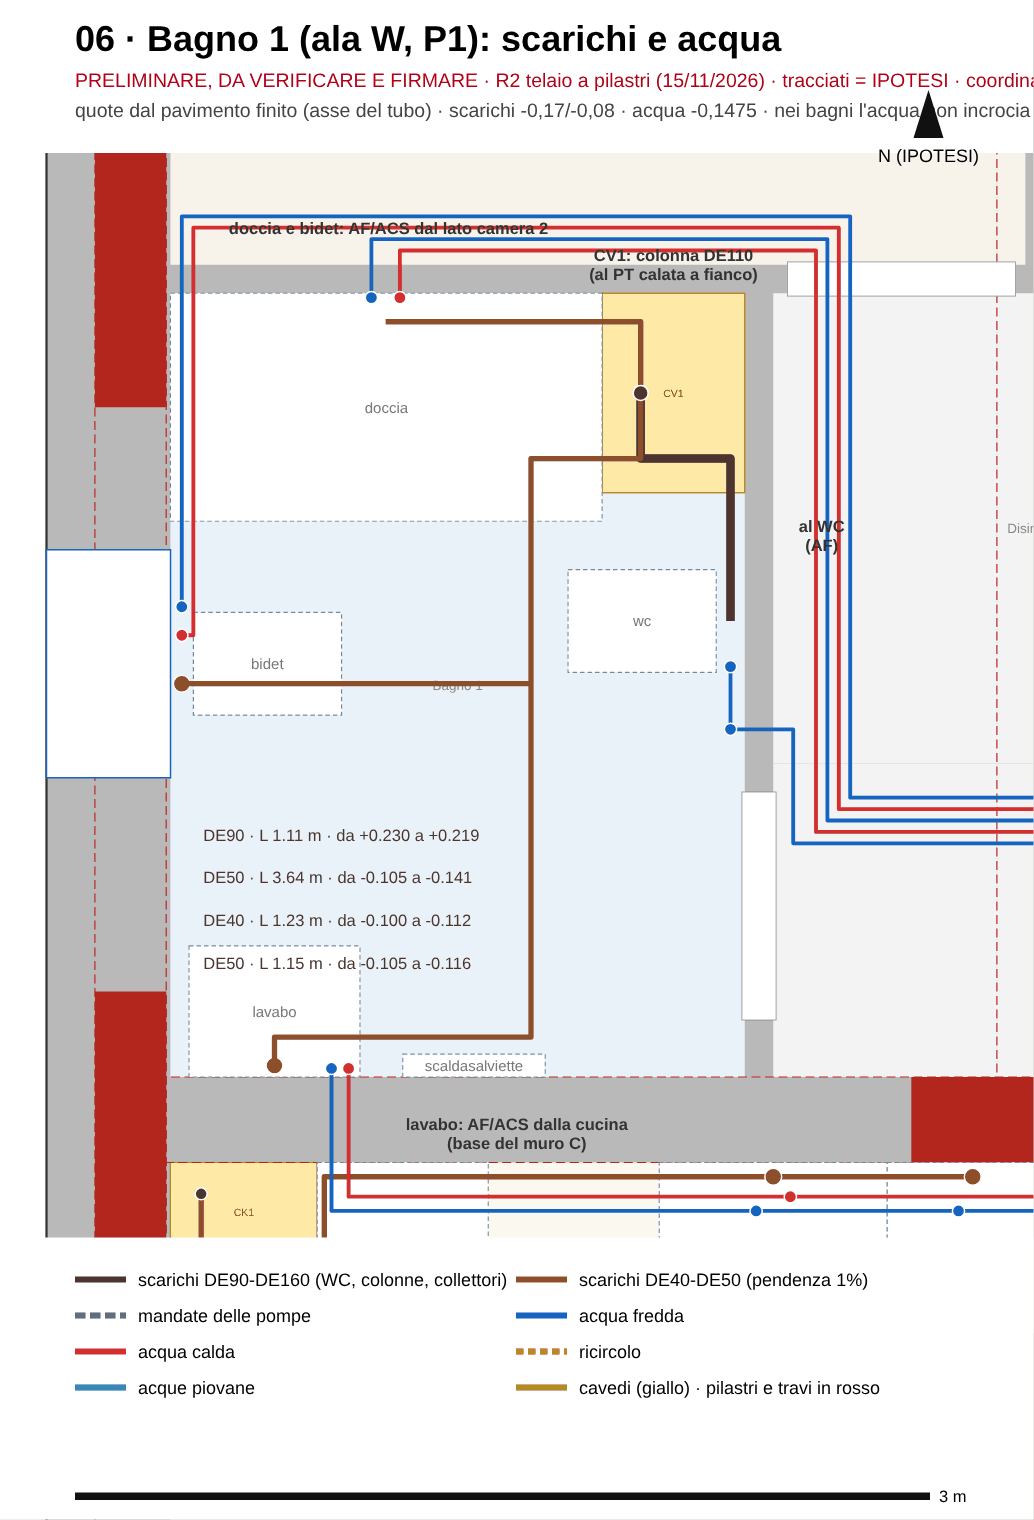 06 · Bagno 1 (ala W, P1): scarichi e acqua
PRELIMINARE, DA VERIFICARE E FIRMARE · R2 telaio a pilastri (15/11/2026) · tracciati = IPOTESI · coordina
quote dal pavimento finito (asse del tubo) · scarichi -0,17/-0,08 · acqua -0,1475 · nei bagni l'acqua non incrocia
N (IPOTESI)
doccia e bidet: AF/ACS dal lato camera 2
CV1: colonna DE110
(al PT calata a fianco)
CV1
doccia
al WC
(AF)
Disir
wc
bidet
Bagno 1
DE90 · L 1.11 m · da +0.230 a +0.219
DE50 · L 3.64 m · da -0.105 a -0.141
DE40 · L 1.23 m · da -0.100 a -0.112
DE50 · L 1.15 m · da -0.105 a -0.116
lavabo
scaldasalviette
lavabo: AF/ACS dalla cucina
(base del muro C)
CK1
scarichi DE90-DE160 (WC, colonne, collettori)
scarichi DE40-DE50 (pendenza 1%)
mandate delle pompe
acqua fredda
acqua calda
ricircolo
acque piovane
cavedi (giallo) · pilastri e travi in rosso
3 m